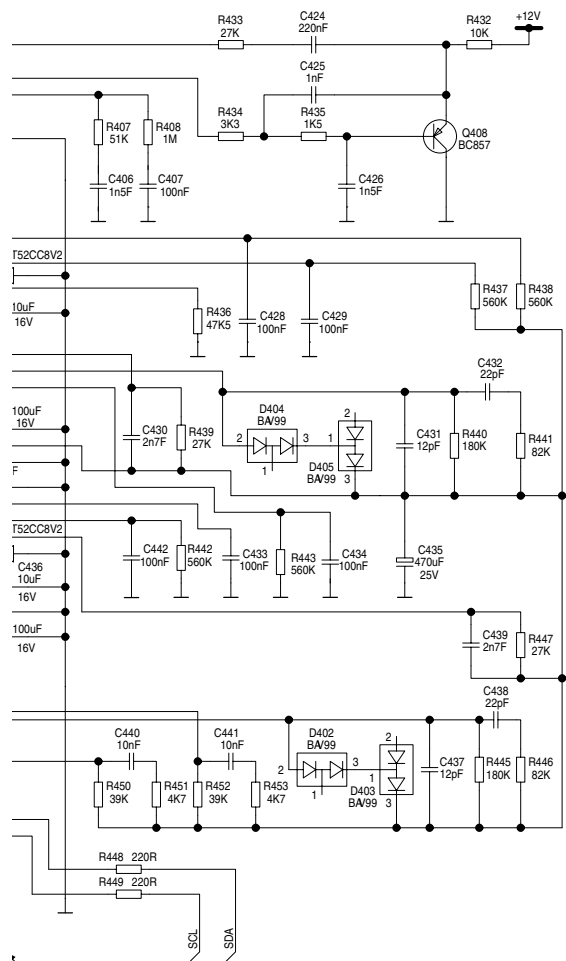 +12V
R433
27K
C424
220nF
R432
10K
C425
1nF
R434
3K3
R435
1K5
Q408
BC857
R407
51K
R408
1M
C406
1n5F
C407
100nF
C426
1n5F
T52CC8V2
10uF
16V
R436
47K5
C428
100nF
C429
100nF
R437
560K
R438
560K
C432
22pF
100uF
16V
C430
2n7F
R439
27K
D404
BAV99
2
3
1
2
1
3
D405
BAV99
C431
12pF
R440
180K
R441
82K
F
T52CC8V2
C442
100nF
R442
560K
C433
100nF
R443
560K
C434
100nF
C435
470uF
25V
C436
10uF
16V
100uF
16V
C439
2n7F
R447
27K
C438
22pF
C440
10nF
C441
10nF
D402
BAV99
2
3
1
2
1
3
D403
BAV99
C437
12pF
R445
180K
R446
82K
R450
39K
R451
4K7
R452
39K
R453
4K7
R448 220R
R449 220R
SCL
SDA